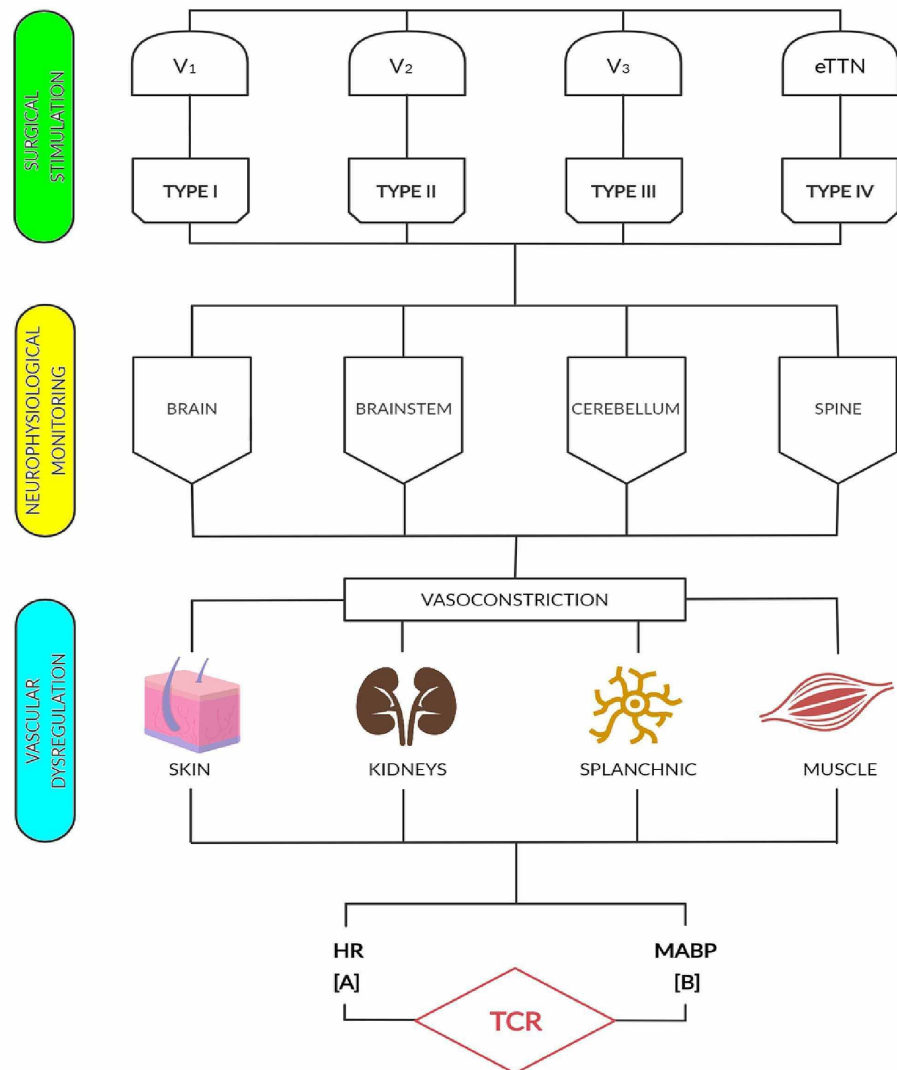 SURGICAL
STIMULATION
V1
V2
V3
eTTN
TYPE I
TYPE II
TYPE III
TYPE IV
NEUROPHYSIOLOGICAL
MONITORING
BRAIN
BRAINSTEM
CEREBELLUM
SPINE
VASCULAR
DYSREGULATION
VASOCONSTRICTION
SKIN
KIDNEYS
SPLANCHNIC
MUSCLE
HR
[A]
MABP
[B]
TCR